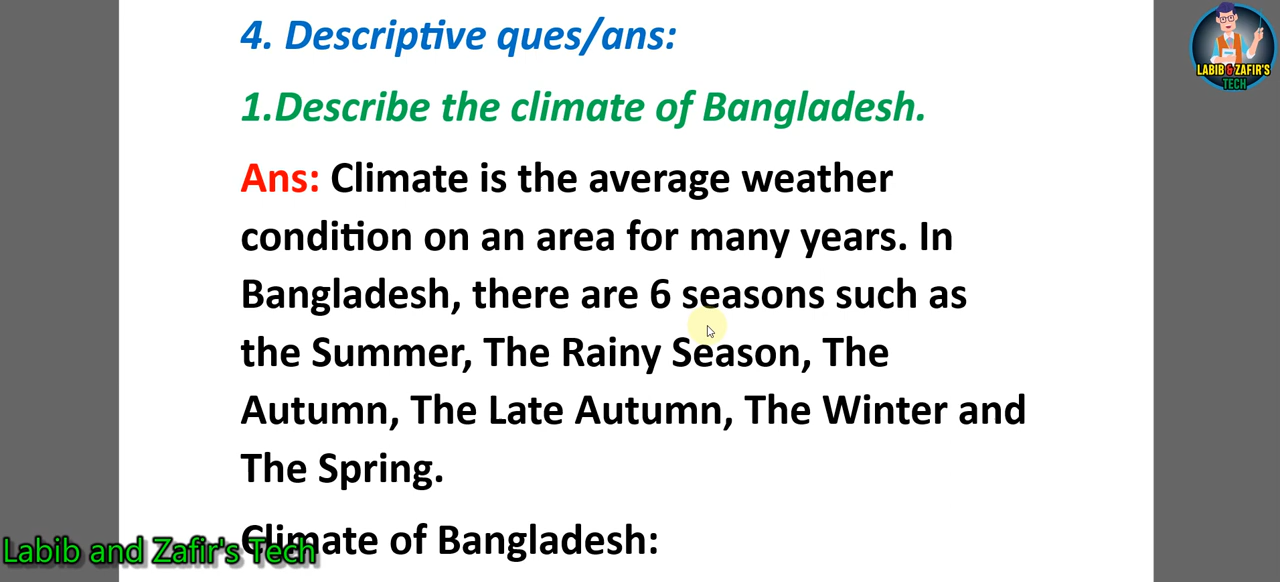 4. Descriptive ques/ans:
1.Describe the climate of Bangladesh.
Ans: Climate is the average weather
condition on an area for many years. In
Bangladesh, there are 6 seasons such as
the Summer, The Rainy Season, The
Autumn, The Late Autumn, The Winter and
The Spring.
Climate of Bangladesh:
Labib and Zafir's Tech
LABIB & ZAFIR'S
TECH